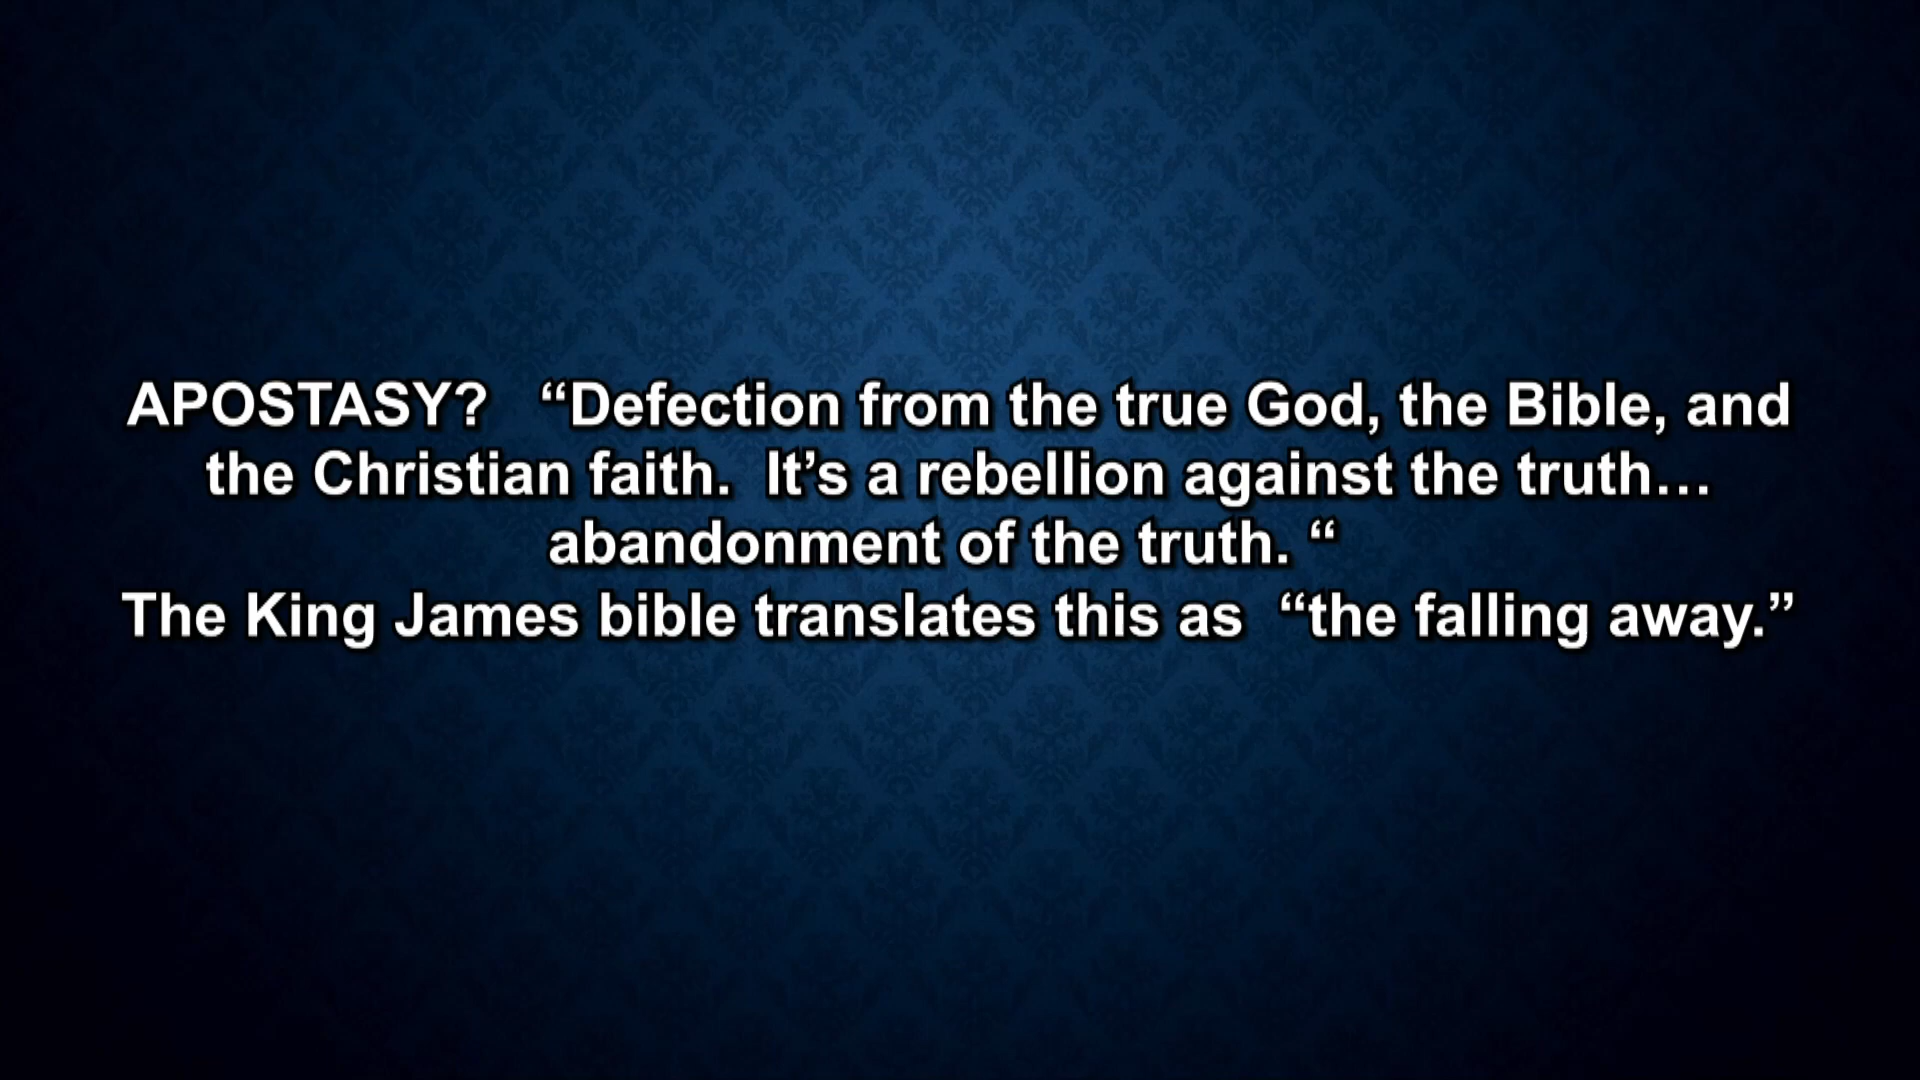 APOSTASY?   “Defection from the true God, the Bible, and
the Christian faith.  It’s a rebellion against the truth…
abandonment of the truth. “
The King James bible translates this as  “the falling away.”